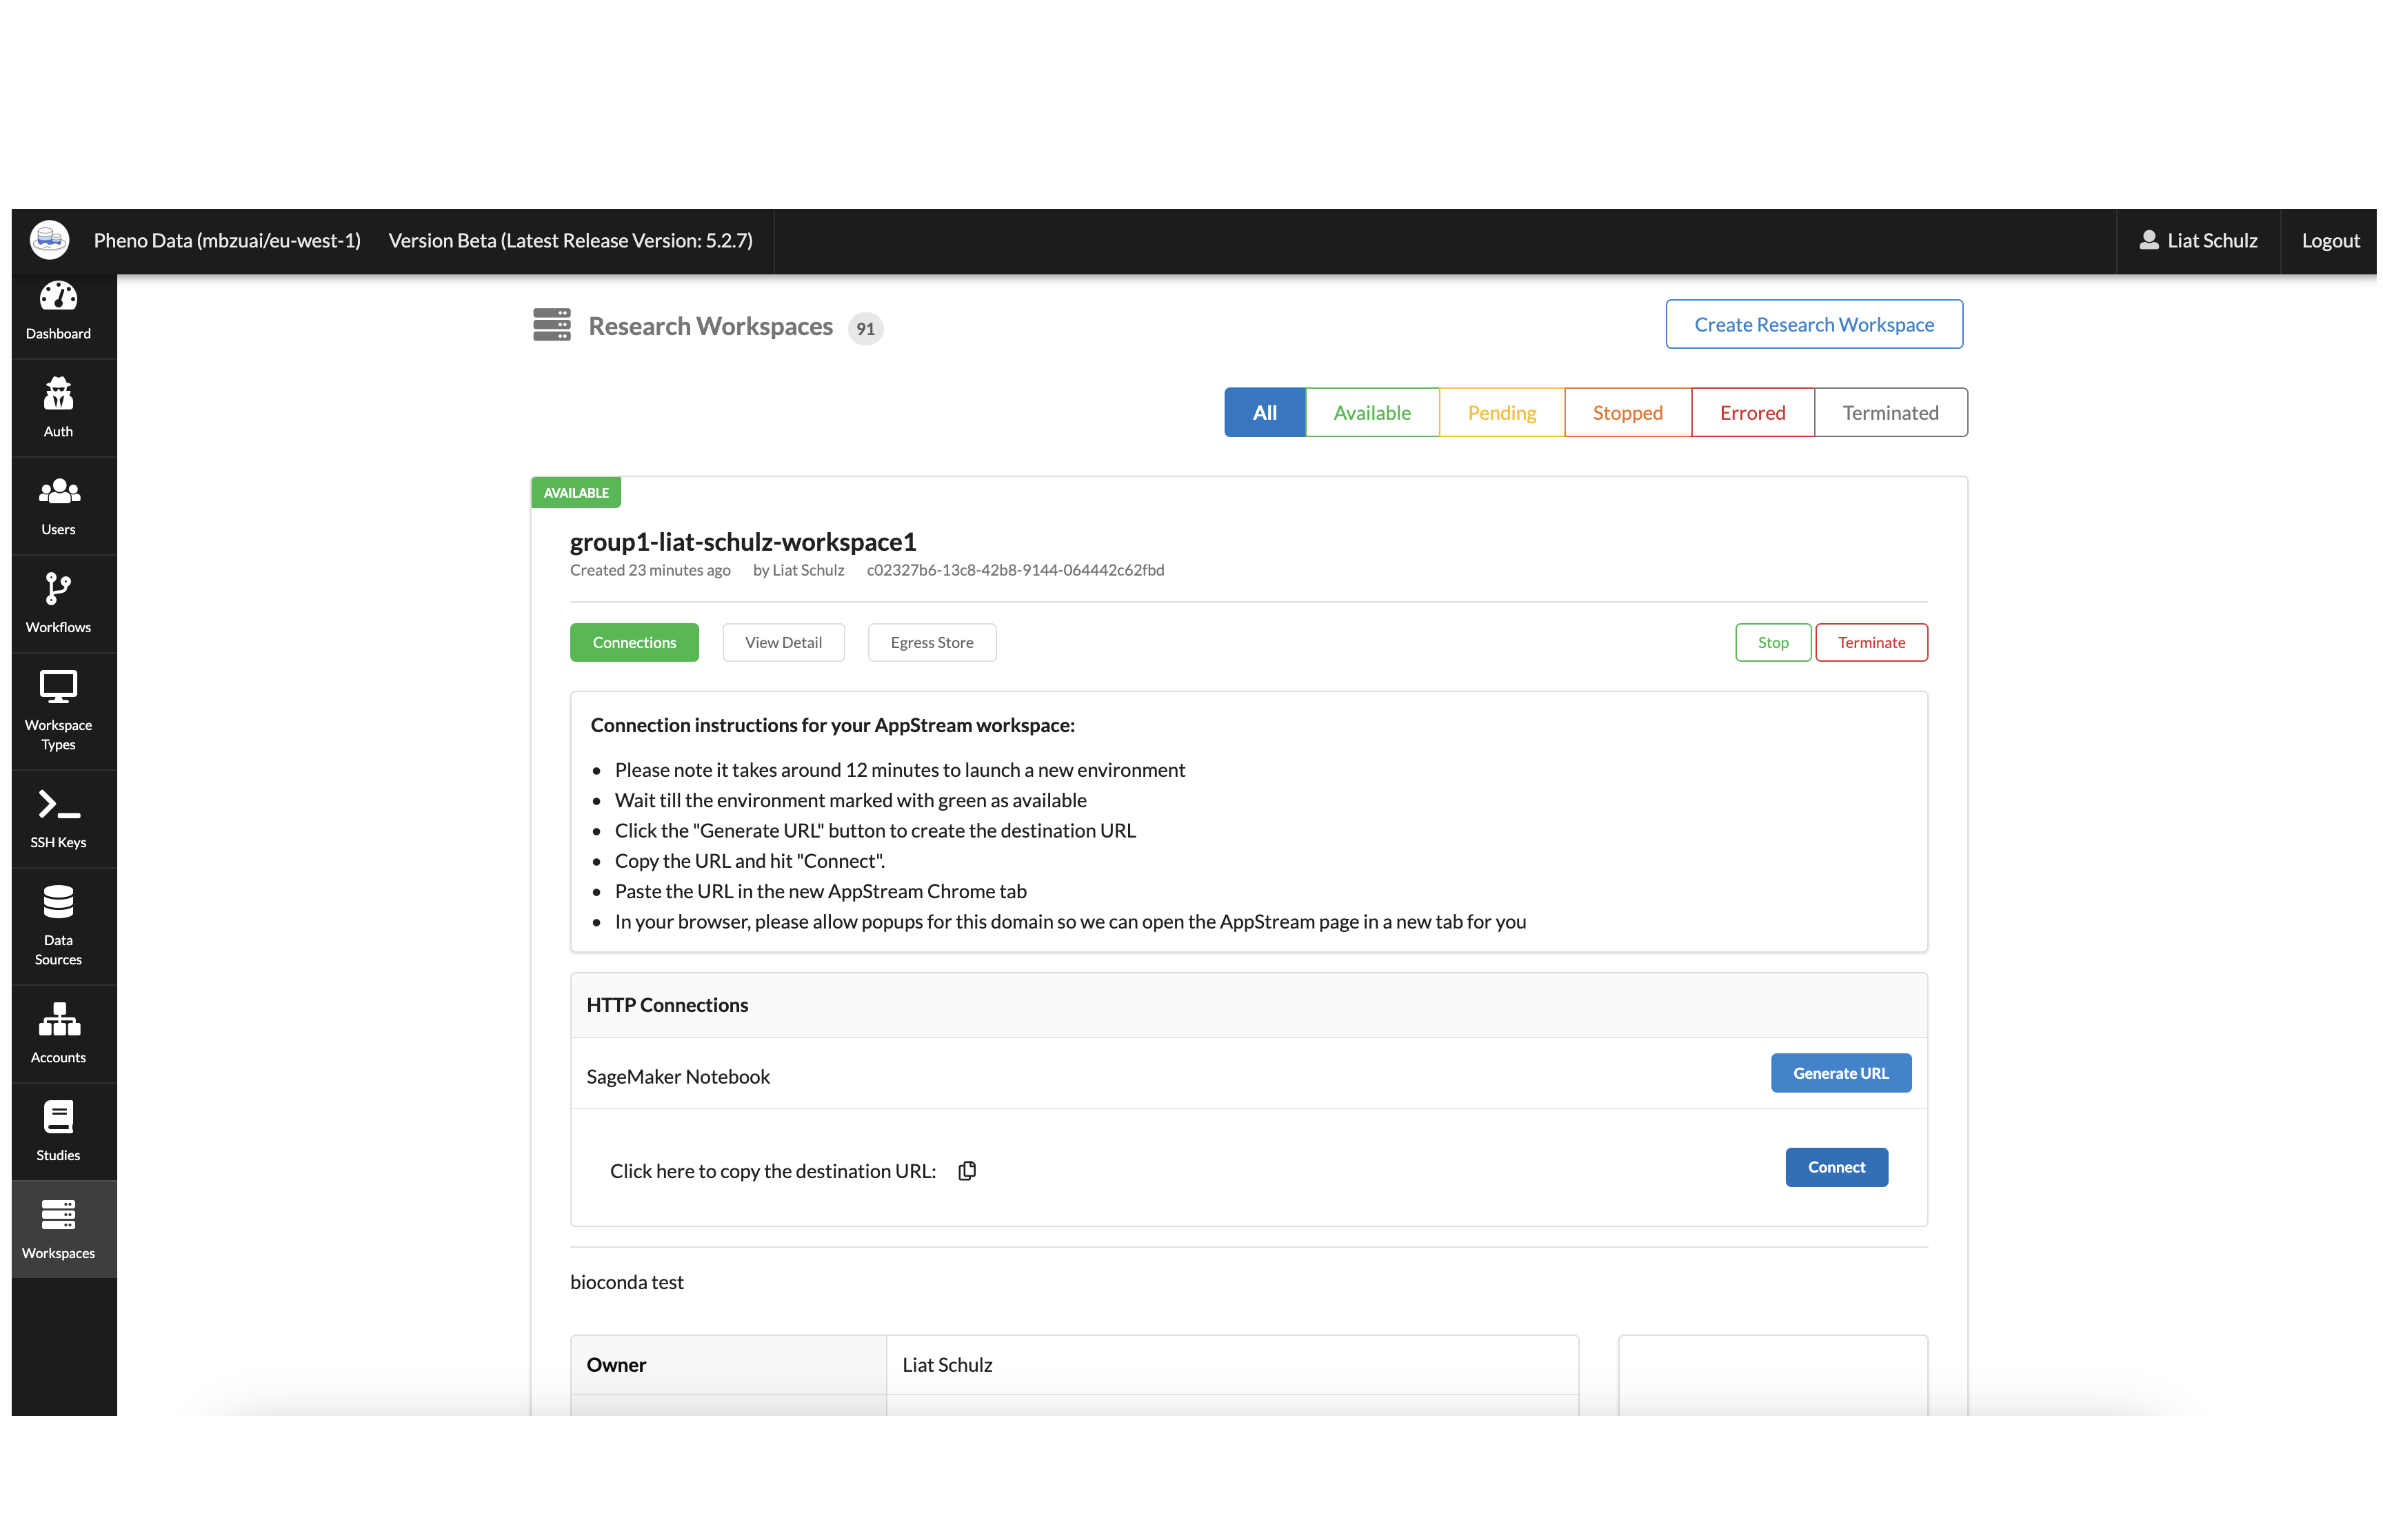 Pheno Data (mbzuai/eu-west-1) Version Beta (Latest Release Version: 5.2.7) Liat Schulz Logout
Dashboard
Auth
Users
Workflows
Workspace
Types
SSH Keys
Data
Sources
Accounts
Studies
Workspaces
Research Workspaces 91 Create Research Workspace
All Available Pending Stopped Errored Terminated
AVAILABLE
group1-liat-schulz-workspace1
Created 23 minutes ago by Liat Schulz c02327b6-13c8-42b8-9144-064442c62fbd
Connections View Detail Egress Store Stop Terminate
Connection instructions for your AppStream workspace:
• Please note it takes around 12 minutes to launch a new environment
• Wait till the environment marked with green as available
• Click the "Generate URL" button to create the destination URL
• Copy the URL and hit "Connect".
• Paste the URL in the new AppStream Chrome tab
• In your browser, please allow popups for this domain so we can open the AppStream page in a new tab for you
HTTP Connections
SageMaker Notebook Generate URL
Click here to copy the destination URL: Connect
bioconda test
Owner Liat Schulz